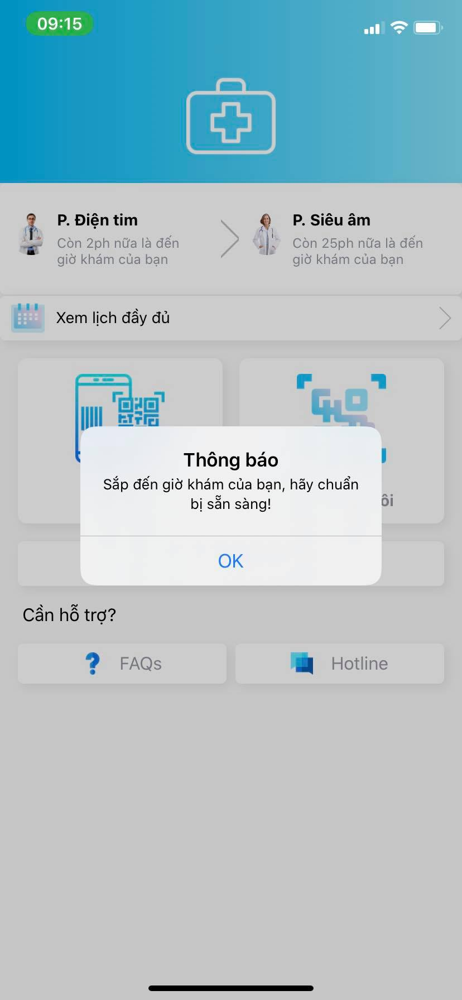 09:15
P. Điện tim
Còn 2ph nữa là đến
giờ khám của bạn
P. Siêu âm
Còn 25ph nữa là đến
giờ khám của bạn
Xem lịch đầy đủ
Thông báo
Sắp đến giờ khám của bạn, hãy chuẩn
bị sẵn sàng!
OK
Cần hỗ trợ?
FAQs
Hotline